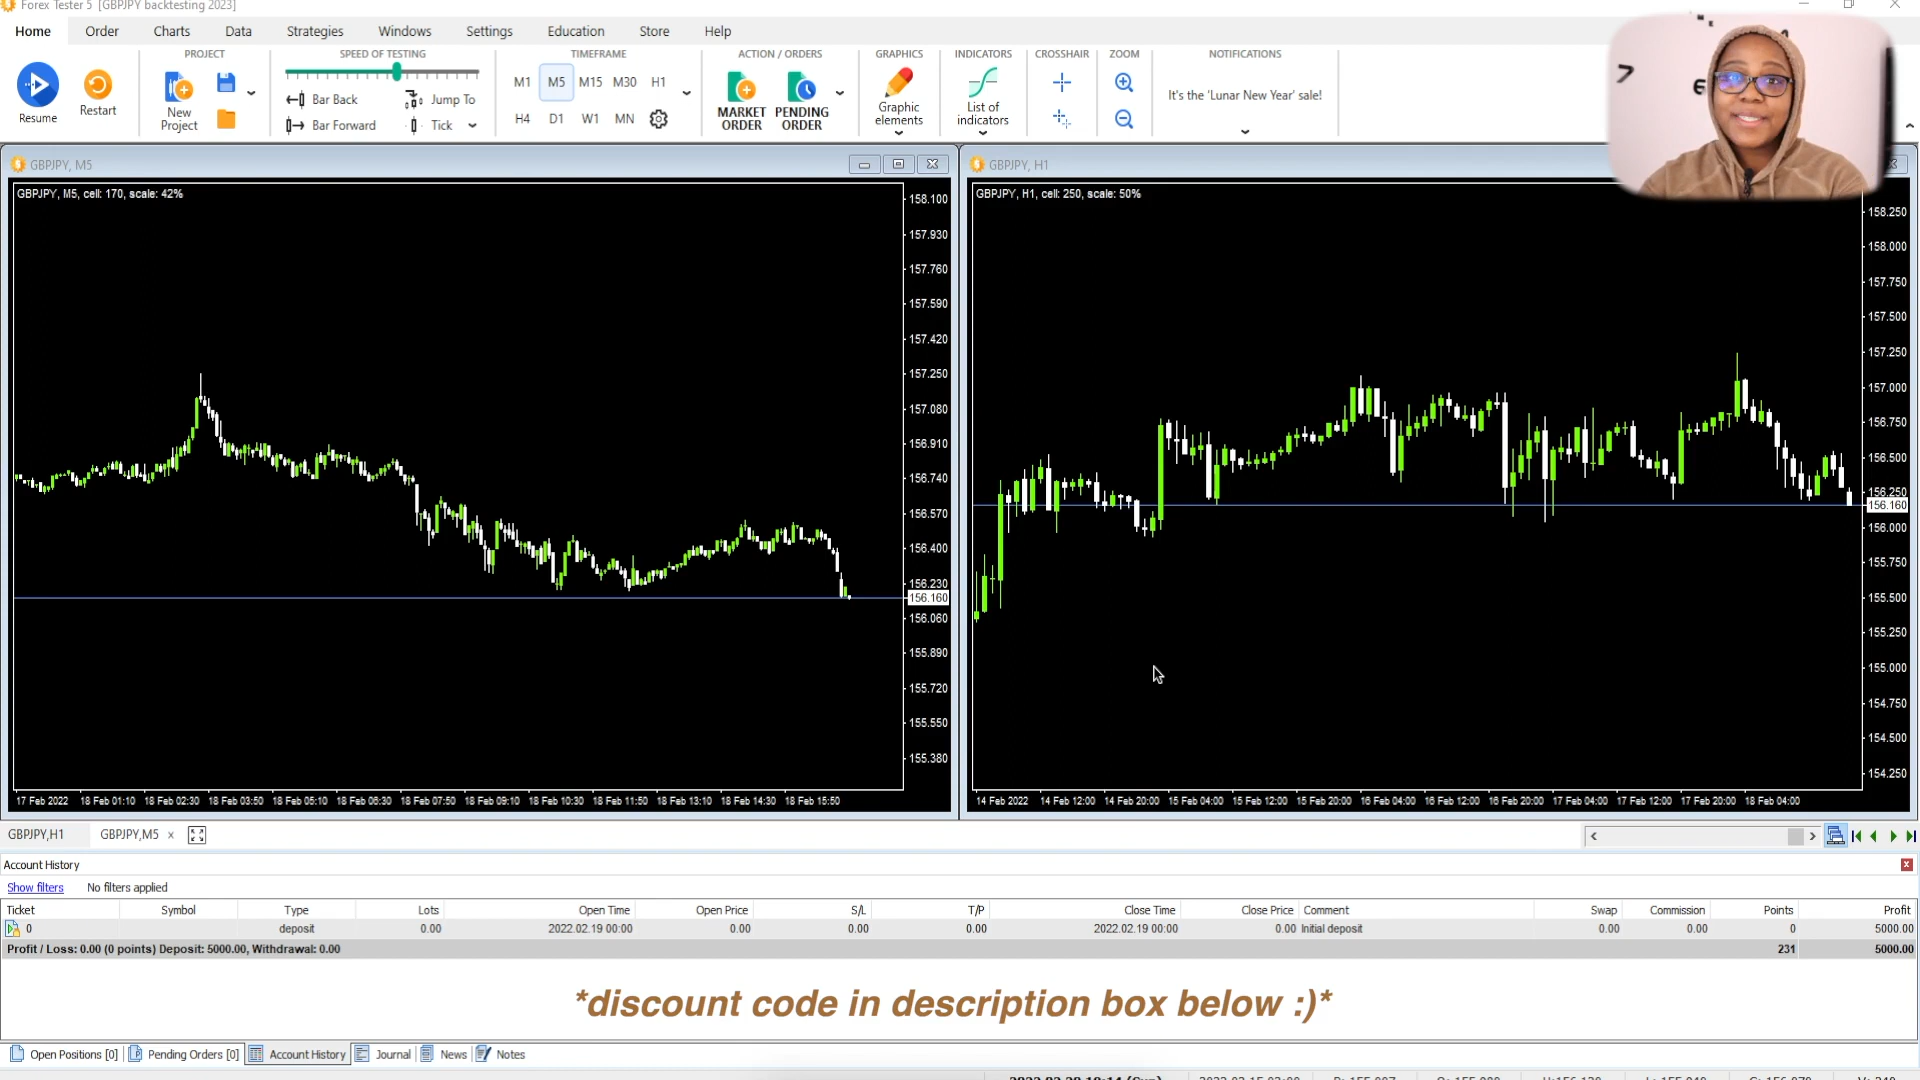 Forex Tester 5 [GBPJPY backtesting 2023]
Home Order Charts Data Strategies Windows Settings Education Store Help
PROJECT SPEED OF TESTING TIMEFRAME ACTION / ORDERS GRAPHICS INDICATORS CROSSHAIR ZOOM NOTIFICATIONS
Resume
Restart
New Project
Bar Back
Jump To
Bar Forward
Tick
M1 M5 M15 M30 H1
H4 D1 W1 MN
MARKET ORDER
PENDING ORDER
Graphic elements
List of indicators
It's the 'Lunar New Year' sale!
7
GBPJPY, M5
GBPJPY, M5, cell: 170, scale: 42%
158.100
157.930
157.760
157.590
157.420
157.250
157.080
156.910
156.740
156.570
156.400
156.230
156.160
156.060
155.890
155.720
155.550
155.380
17 Feb 2022 18 Feb 01:10 18 Feb 02:30 18 Feb 03:50 18 Feb 05:10 18 Feb 06:30 18 Feb 07:50 18 Feb 09:10 18 Feb 10:30 18 Feb 11:50 18 Feb 13:10 18 Feb 14:30 18 Feb 15:50
GBPJPY, H1
GBPJPY, H1, cell: 250, scale: 50%
158.250
158.000
157.750
157.500
157.250
157.000
156.750
156.500
156.250
156.160
156.000
155.750
155.500
155.250
155.000
154.750
154.500
154.250
14 Feb 2022 14 Feb 12:00 14 Feb 20:00 15 Feb 04:00 15 Feb 12:00 15 Feb 20:00 16 Feb 04:00 16 Feb 12:00 16 Feb 20:00 17 Feb 04:00 17 Feb 12:00 17 Feb 20:00 18 Feb 04:00
GBPJPY,H1 GBPJPY,M5
Account History
Show filters No filters applied
Ticket Symbol Type Lots Open Time Open Price S/L T/P Close Time Close Price Comment Swap Commission Points Profit
0 deposit 0.00 2022.02.19 00:00 0.00 0.00 0.00 2022.02.19 00:00 0.00 Initial deposit 0.00 0.00 0 5000.00
Profit / Loss: 0.00 (0 points) Deposit: 5000.00, Withdrawal: 0.00 231 5000.00
*discount code in description box below :)*
Open Positions [0] Pending Orders [0] Account History Journal News Notes